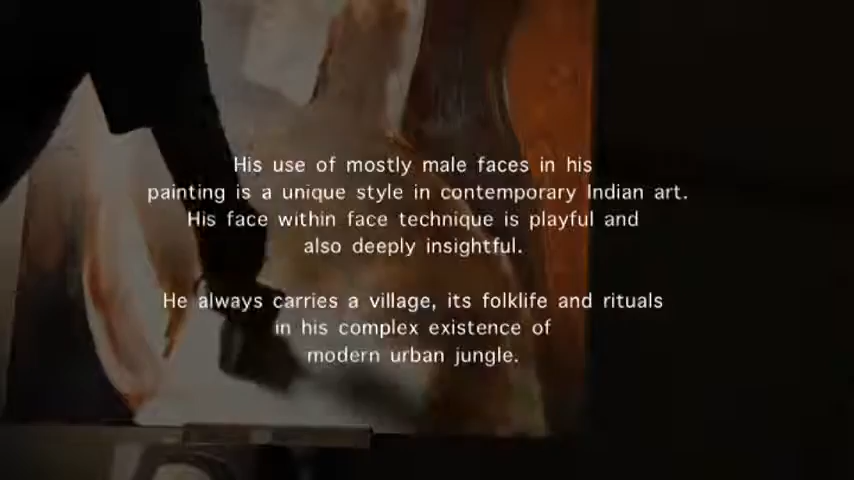 His use of mostly male faces in his
painting is a unique style in contemporary Indian art.
His face within face technique is playful and
also deeply insightful.
He always carries a village, its folklife and rituals
in his complex existence of
modern urban jungle.